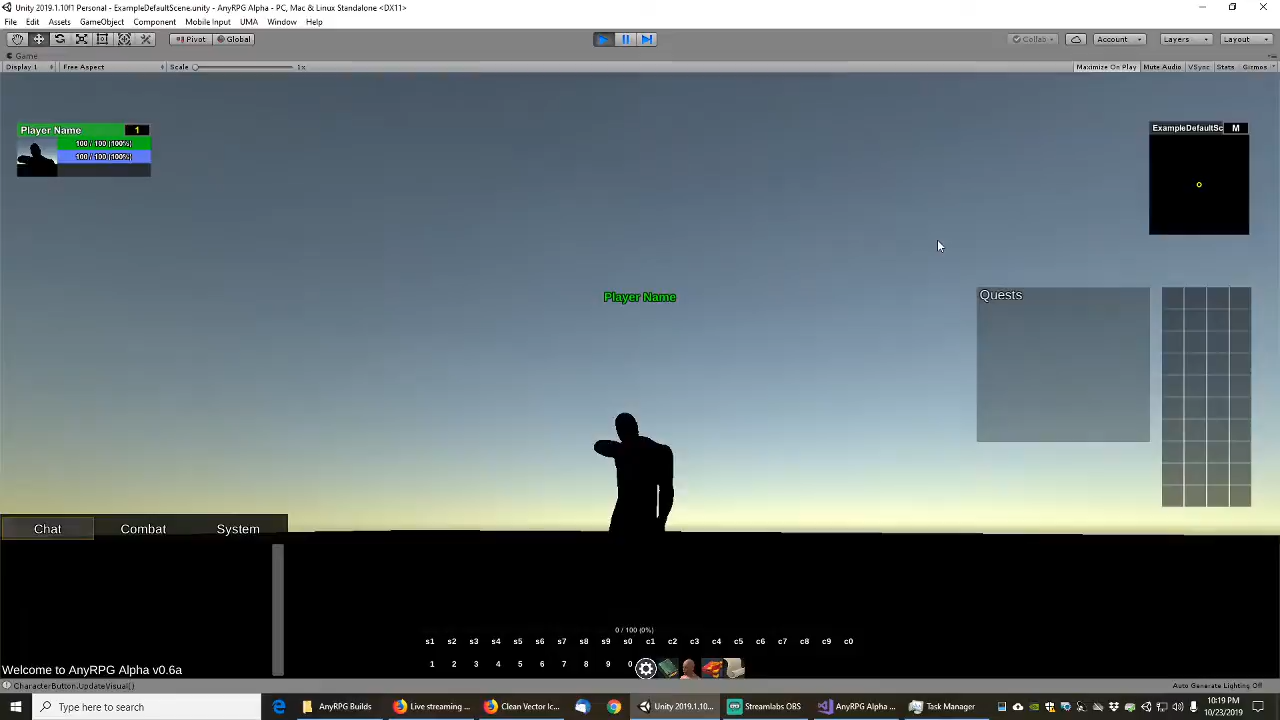 Unity 2019.1.10f1 Personal - ExampleDefaultScene.unity - AnyRPG Alpha - PC, Mac & Linux Standalone <DX11>
File Edit Assets GameObject Component Mobile Input UMA Window Help
Pivot Global Collab Account Layers Layout
Game
Display 1 Free Aspect Scale 1x Maximize On Play Mute Audio VSync Stats Gizmos
Player Name 1
100 / 100 (100%)
100 / 100 (100%)
ExampleDefaultSc M
Player Name
Quests
Chat Combat System
0 / 100 (0%)
s1 s2 s3 s4 s5 s6 s7 s8 s9 s0 c1 c2 c3 c4 c5 c6 c7 c8 c9 c0
1 2 3 4 5 6 7 8 9 0
Welcome to AnyRPG Alpha v0.6a
CharacterButton.UpdateVisual()
Auto Generate Lighting Off
Type here to search
AnyRPG Builds
Live streaming ...
Clean Vector Ic...
Unity 2019.1.10...
Streamlabs OBS
AnyRPG Alpha ...
Task Manager
10:19 PM
10/23/2019